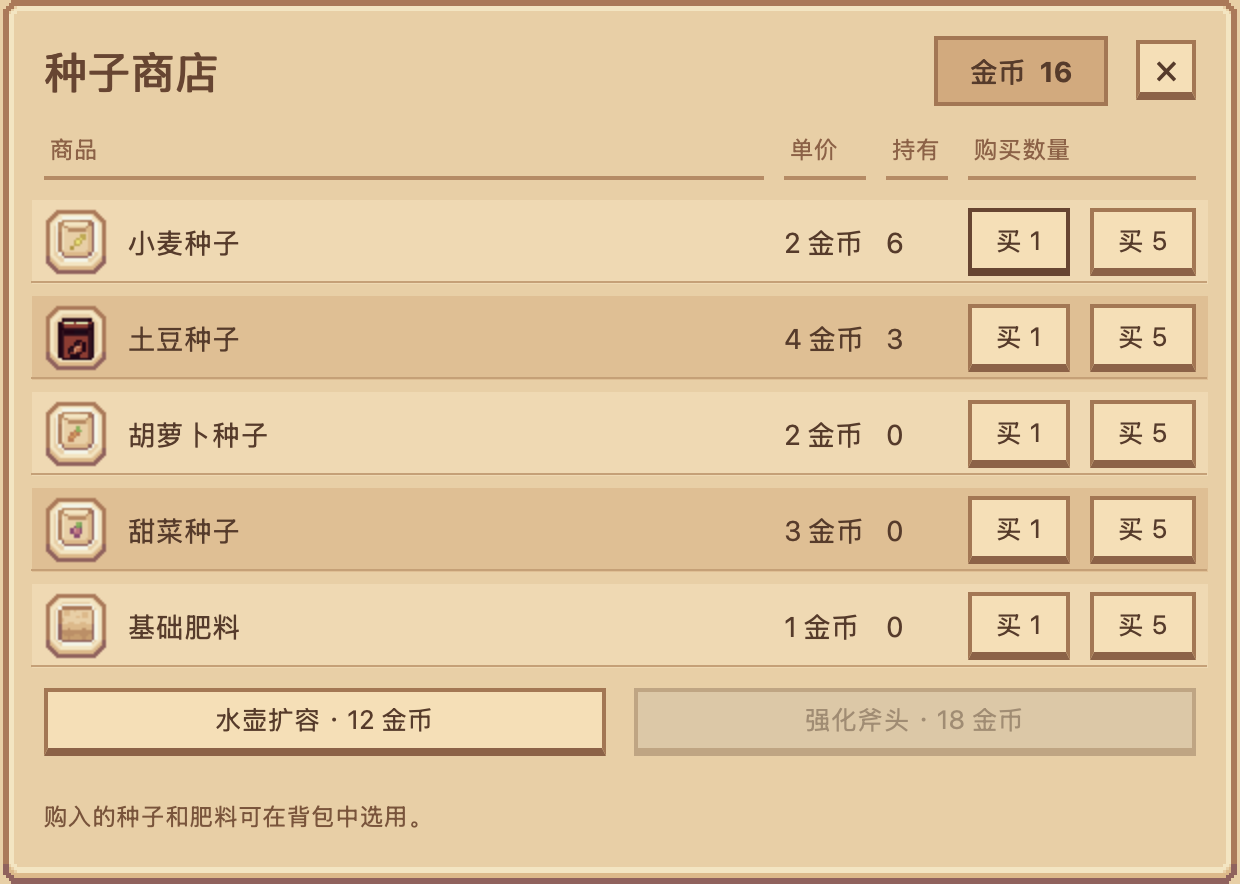 种子商店 金币 16 ×
商品 单价 持有 购买数量
小麦种子 2 金币 6 买 1 买 5
土豆种子 4 金币 3 买 1 买 5
胡萝卜种子 2 金币 0 买 1 买 5
甜菜种子 3 金币 0 买 1 买 5
基础肥料 1 金币 0 买 1 买 5
水壶扩容 · 12 金币 强化斧头 · 18 金币
购入的种子和肥料可在背包中选用。